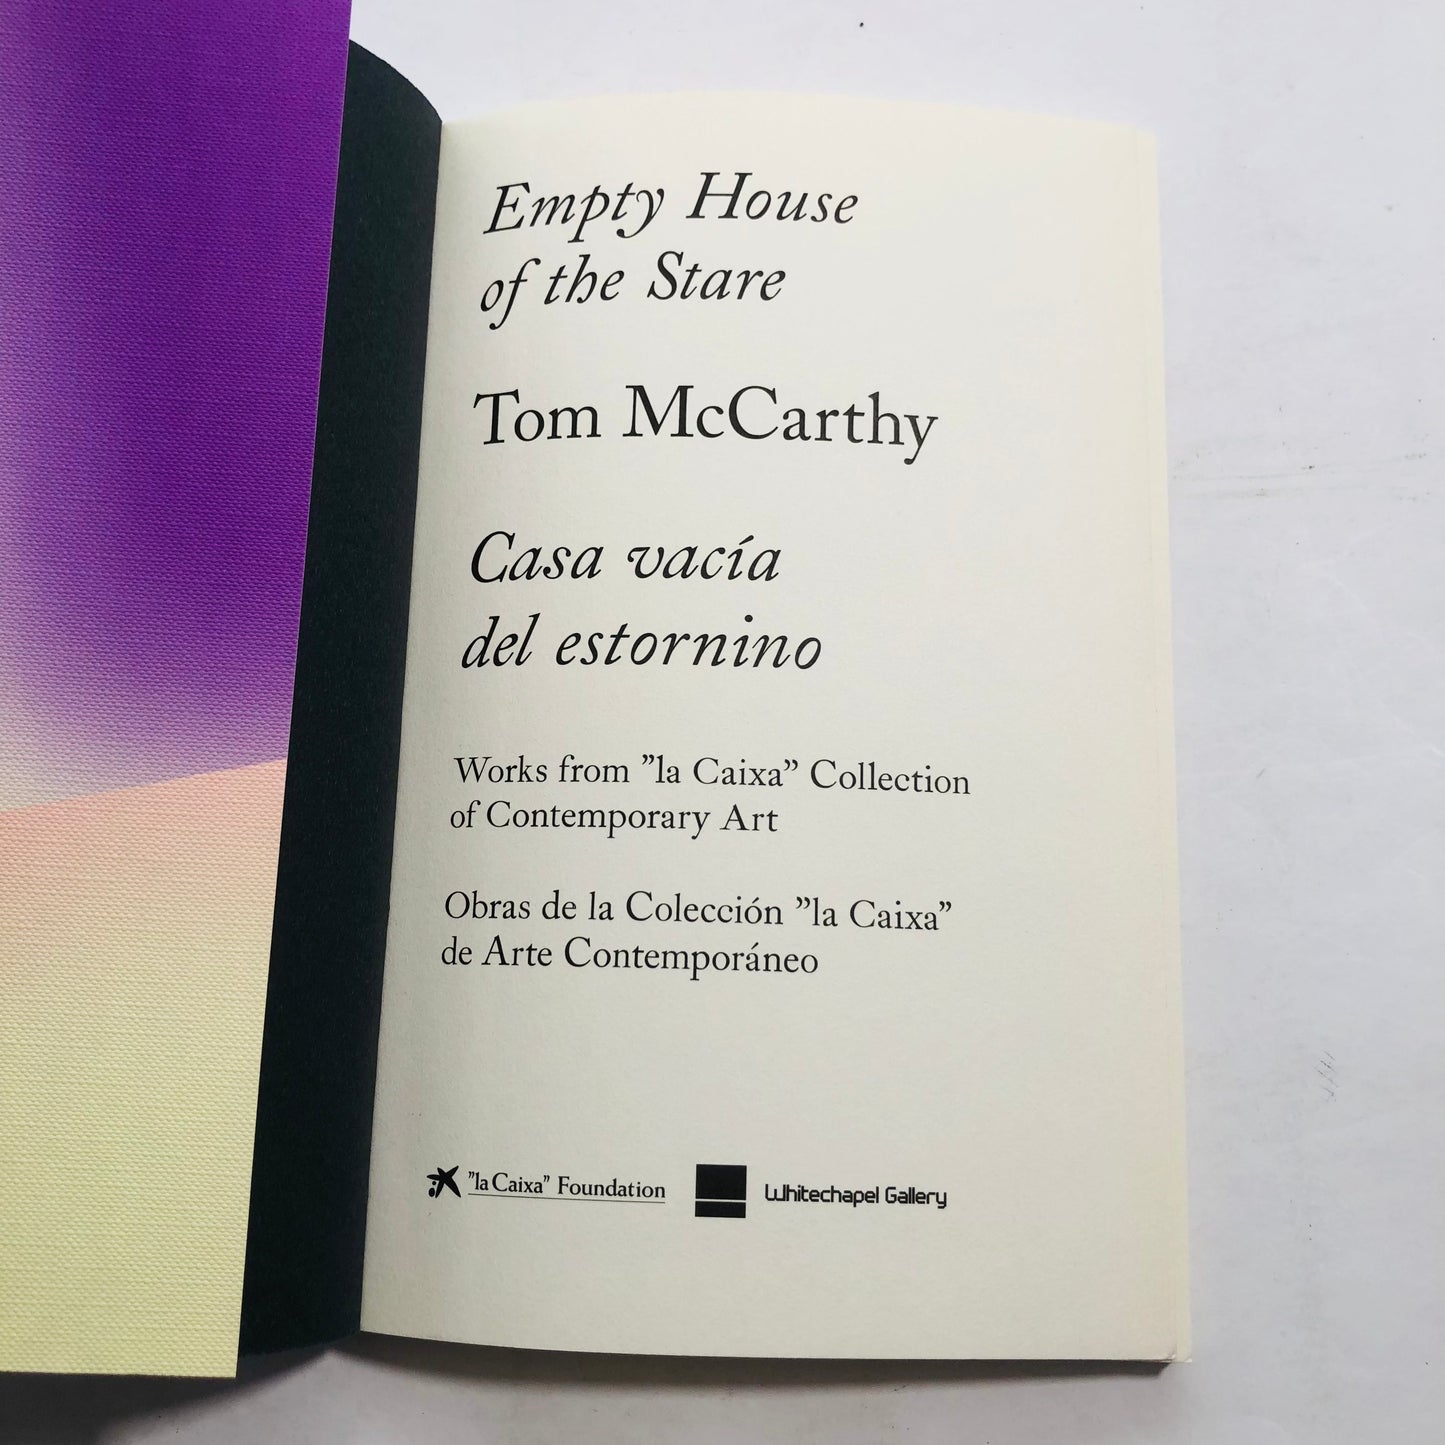 Empty House
of the Stare
Tom McCarthy
Casa vacía
del estornino
Works from ”la Caixa” Collection
of Contemporary Art
Obras de la Colección ”la Caixa”
de Arte Contemporáneo
”la Caixa” Foundation
Whitechapel Gallery